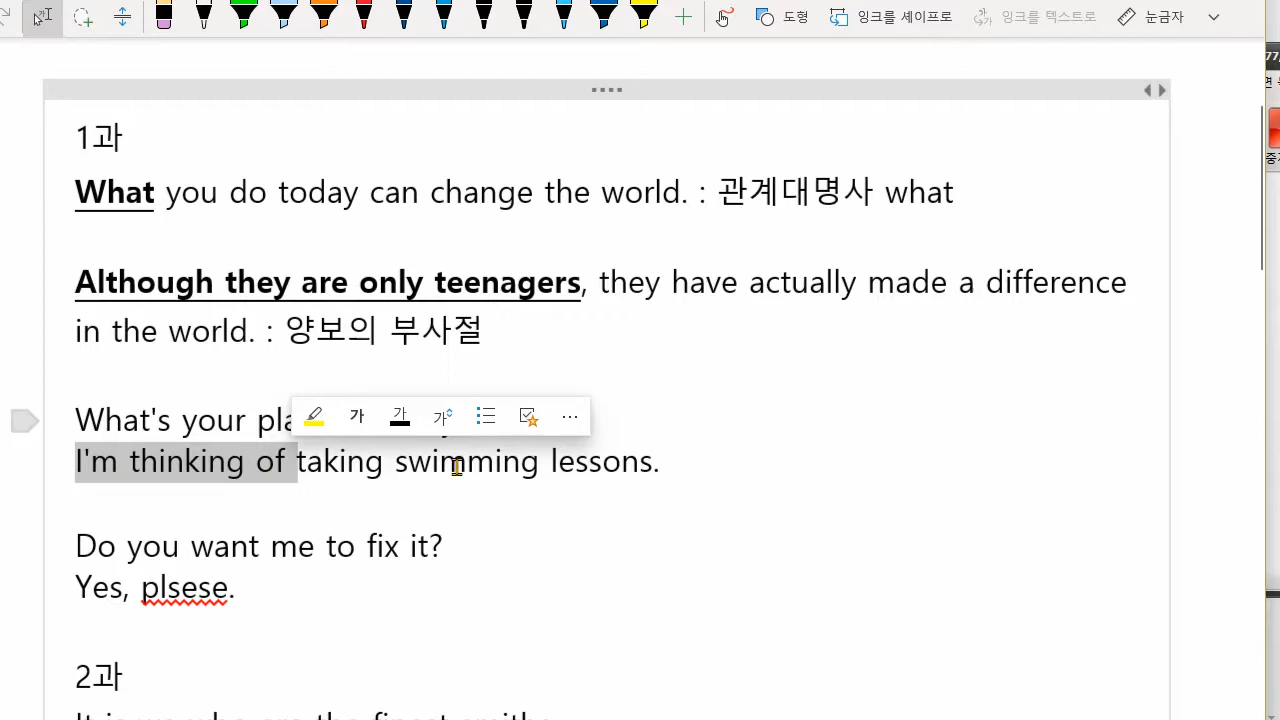 도형 잉크를 셰이프로 잉크를 텍스트로 눈금자
1과
What you do today can change the world. : 관계대명사 what
Although they are only teenagers, they have actually made a difference
in the world. : 양보의 부사절
가 가 가
What's your
I'm thinking of taking swimming lessons.
Do you want me to fix it?
Yes, plsese.
2과